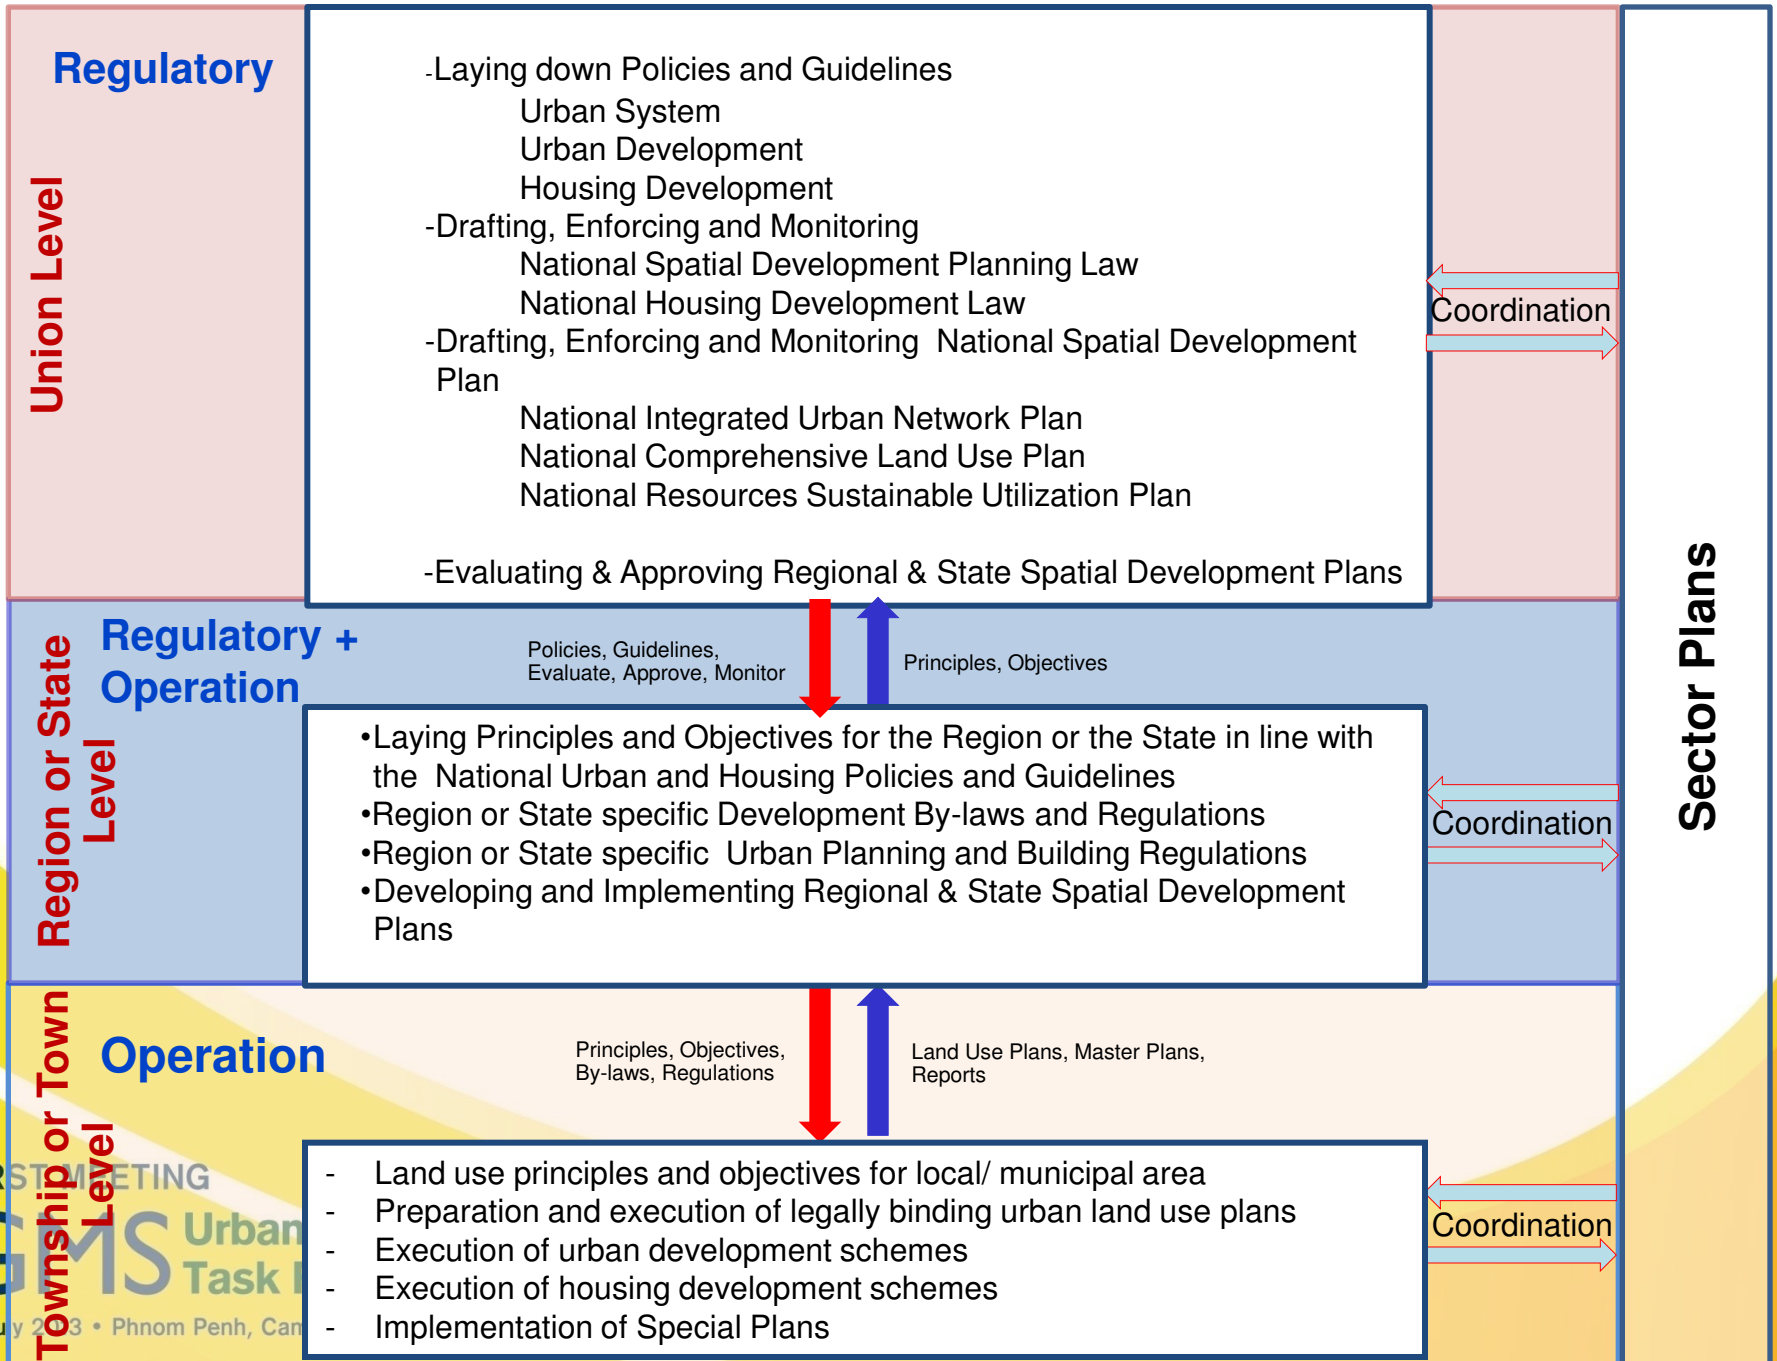 Regulatory
Union Level
-Laying down Policies and Guidelines
Urban System
Urban Development
Housing Development
-Drafting, Enforcing and Monitoring
National Spatial Development Planning Law
National Housing Development Law
-Drafting, Enforcing and Monitoring National Spatial Development
Plan
National Integrated Urban Network Plan
National Comprehensive Land Use Plan
National Resources Sustainable Utilization Plan
-Evaluating & Approving Regional & State Spatial Development Plans
Coordination
Sector Plans
Regulatory +
Operation
Region or State
Level
Policies, Guidelines,
Evaluate, Approve, Monitor
Principles, Objectives
•Laying Principles and Objectives for the Region or the State in line with
the National Urban and Housing Policies and Guidelines
•Region or State specific Development By-laws and Regulations
•Region or State specific Urban Planning and Building Regulations
•Developing and Implementing Regional & State Spatial Development
Plans
Coordination
Operation
Township or Town
Level
Principles, Objectives,
By-laws, Regulations
Land Use Plans, Master Plans,
Reports
- Land use principles and objectives for local/ municipal area
- Preparation and execution of legally binding urban land use plans
- Execution of urban development schemes
- Execution of housing development schemes
- Implementation of Special Plans
Coordination
MEETING
GMS Urban
Task
• Phnom Penh,